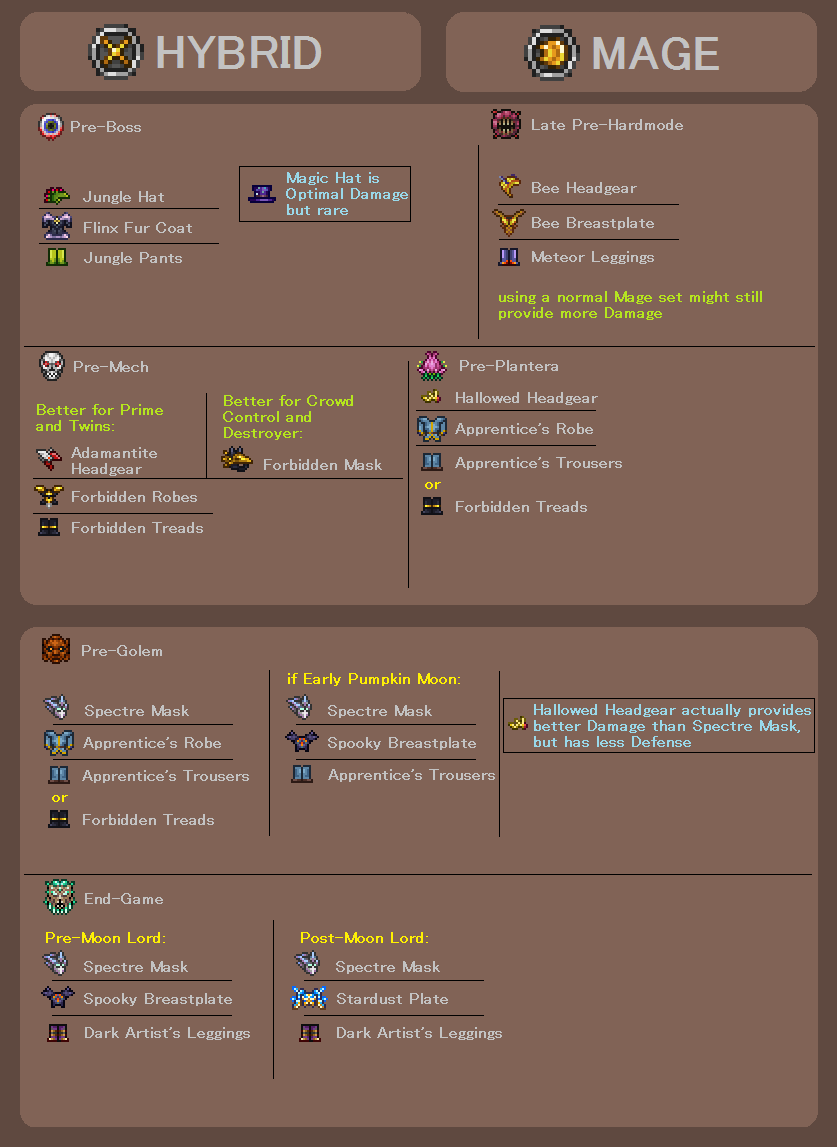 HYBRID
MAGE
Pre-Boss
Jungle Hat
Flinx Fur Coat
Jungle Pants
Magic Hat is
Optimal Damage
but rare
Late Pre-Hardmode
Bee Headgear
Bee Breastplate
Meteor Leggings
using a normal Mage set might still
provide more Damage
Pre-Mech
Better for Prime
and Twins:
Adamantite
Headgear
Better for Crowd
Control and
Destroyer:
Forbidden Mask
Forbidden Robes
Forbidden Treads
Pre-Plantera
Hallowed Headgear
Apprentice's Robe
Apprentice's Trousers
or
Forbidden Treads
Pre-Golem
Spectre Mask
Apprentice's Robe
Apprentice's Trousers
or
Forbidden Treads
if Early Pumpkin Moon:
Spectre Mask
Spooky Breastplate
Apprentice's Trousers
Hallowed Headgear actually provides
better Damage than Spectre Mask,
but has less Defense
End-Game
Pre-Moon Lord:
Spectre Mask
Spooky Breastplate
Dark Artist's Leggings
Post-Moon Lord:
Spectre Mask
Stardust Plate
Dark Artist's Leggings